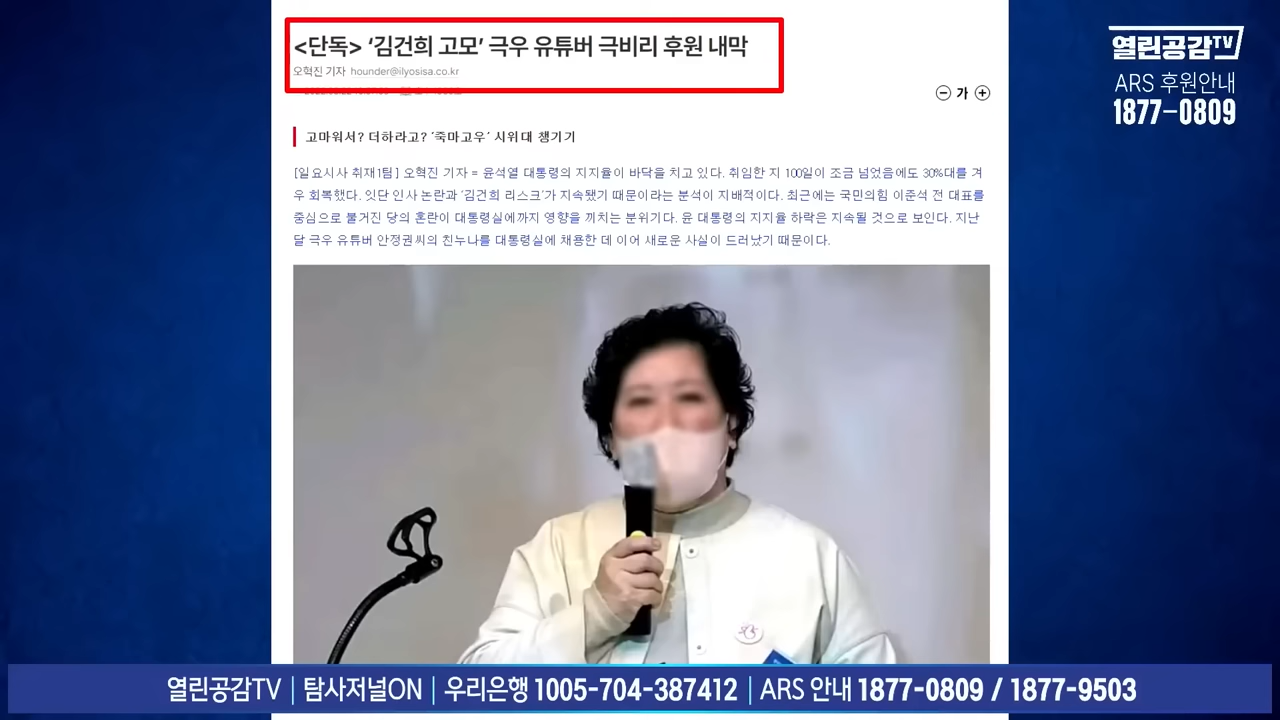 <단독> ‘김건희 고모’ 극우 유튜버 극비리 후원 내막
오혁진 기자 hounder@ilyosisa.co.kr
가
고마워서? 더하라고? ‘죽마고우’ 시위대 챙기기
[일요시사 취재1팀] 오혁진 기자 = 윤석열 대통령의 지지율이 바닥을 치고 있다. 취임한 지 100일이 조금 넘었음에도 30%대를 겨
우 회복했다. 잇단 인사 논란과 ‘김건희 리스크’가 지속됐기 때문이라는 분석이 지배적이다. 최근에는 국민의힘 이준석 전 대표를
중심으로 불거진 당의 혼란이 대통령실에까지 영향을 끼치는 분위기다. 윤 대통령의 지지율 하락은 지속될 것으로 보인다. 지난
달 극우 유튜버 안정권씨의 친누나를 대통령실에 채용한 데 이어 새로운 사실이 드러났기 때문이다.
열린공감TV
ARS 후원안내
1877-0809
열린공감TV | 탐사저널ON | 우리은행 1005-704-387412 | ARS 안내 1877-0809 / 1877-9503